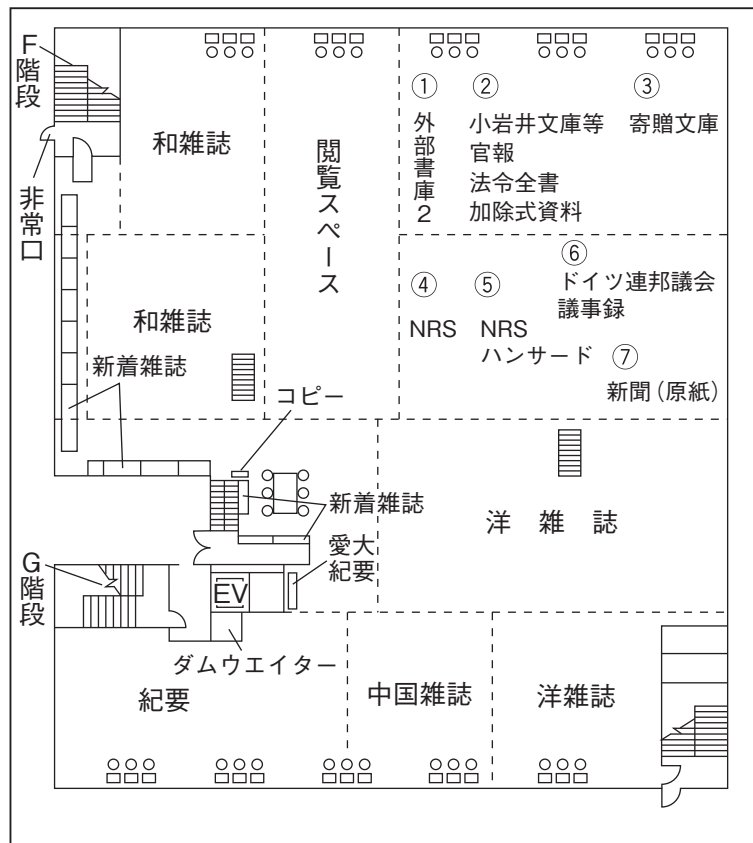 F階段
和雑誌
閲覧スペース
①
外部書庫2
②
小岩井文庫等
官報
法令全書
加除式資料
③
寄贈文庫
非常口
和雑誌
新着雑誌
④
NRS
⑤
NRS
ハンサード
⑥
ドイツ連邦議会
議事録
⑦
新聞(原紙)
コピー
新着雑誌
洋雑誌
愛大
紀要
G階段
EV
ダムウエイター
紀要
中国雑誌
洋雑誌